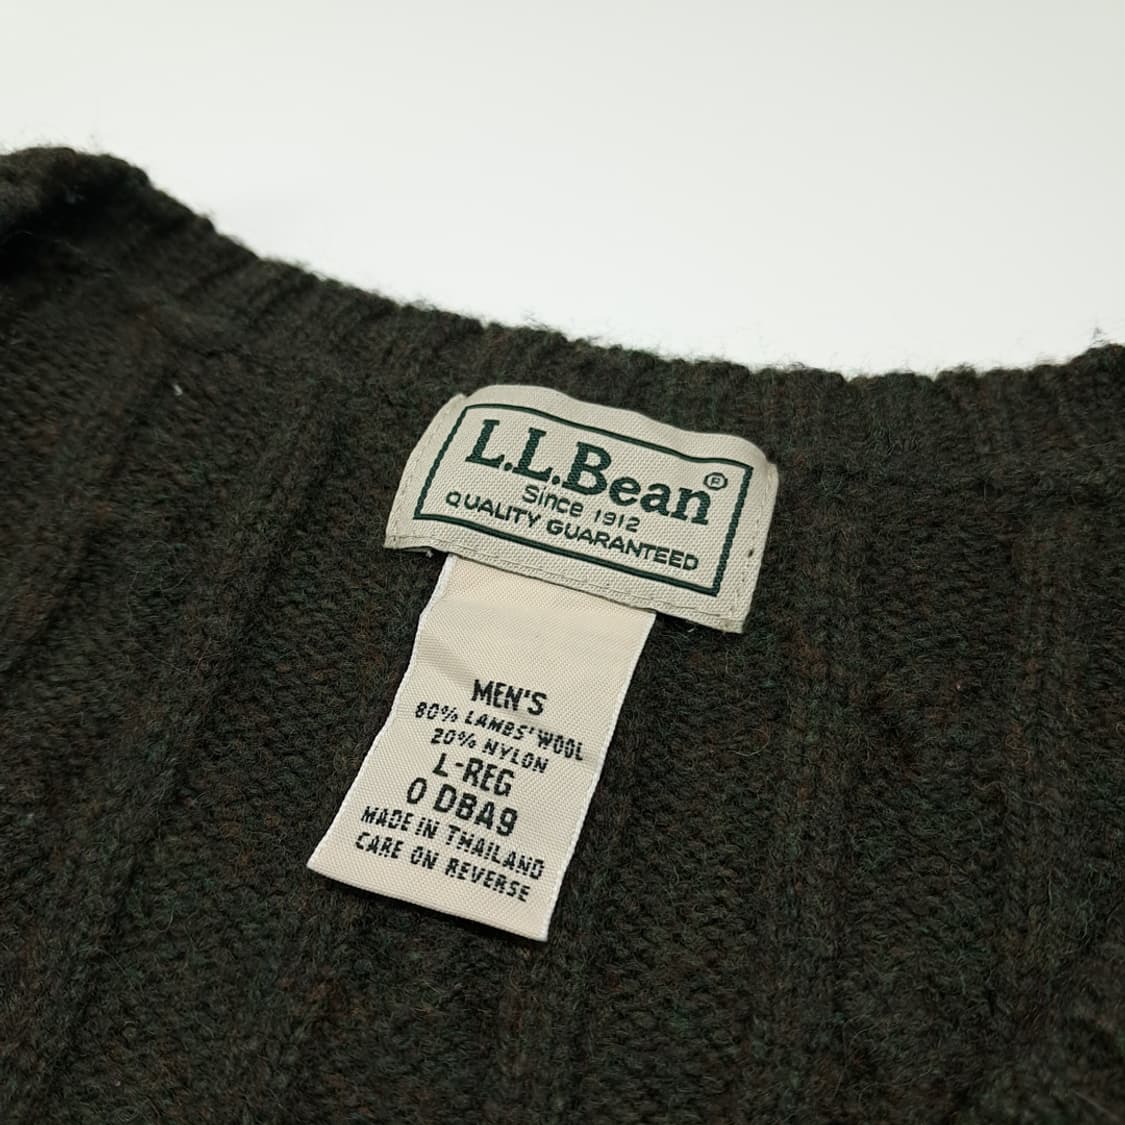 L.L.Bean®
Since 1912
QUALITY GUARANTEED
MEN'S
80% LAMBS' WOOL
20% NYLON
L-REG
0 DBA9
MADE IN THAILAND
CARE ON REVERSE